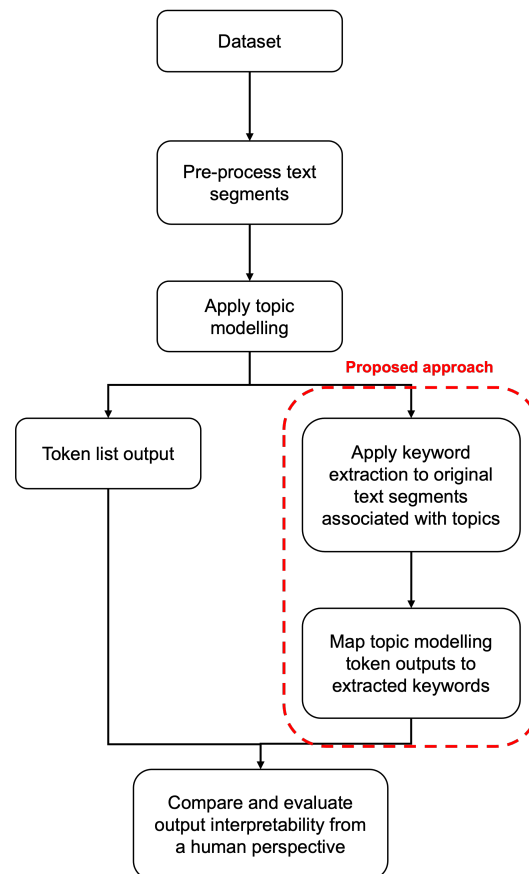 Dataset
Pre-process text
segments
Apply topic
modelling
Proposed approach
Token list output
Apply keyword
extraction to original
text segments
associated with topics
Map topic modelling
token outputs to
extracted keywords
Compare and evaluate
output interpretability from
a human perspective